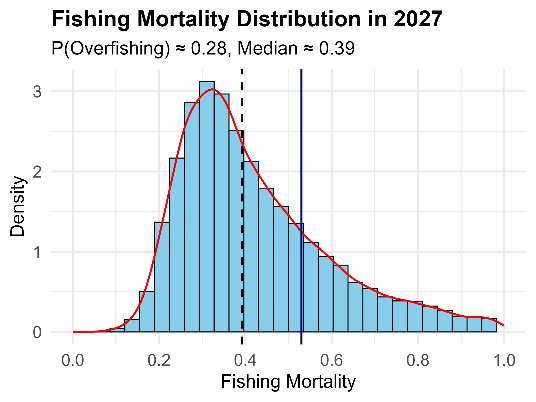 Fishing Mortality Distribution in 2027
P(Overfishing) ≈ 0.28, Median ≈ 0.39
3
2
1
0
Density
0.0 0.2 0.4 0.6 0.8 1.0
Fishing Mortality